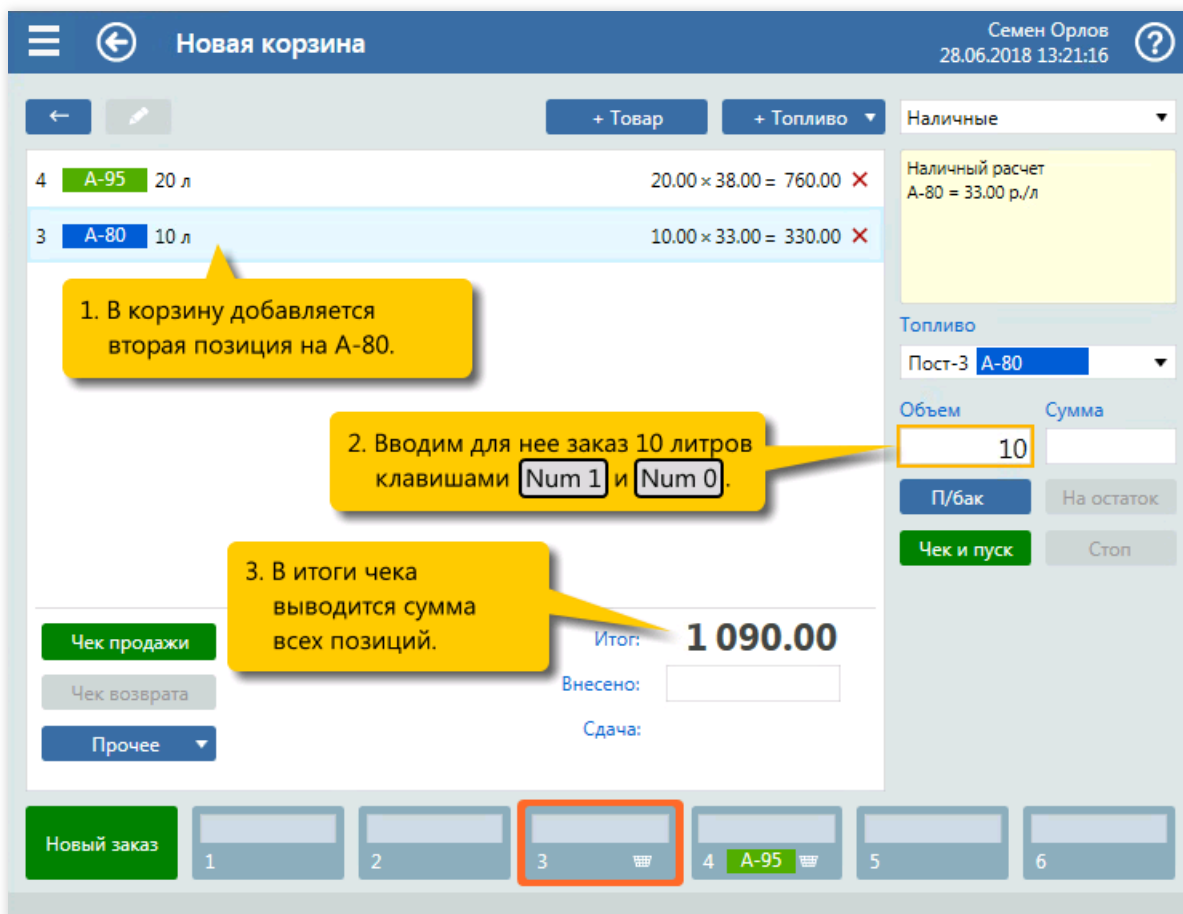 Новая корзина
Семен Орлов
28.06.2018 13:21:16
?
+ Товар
+ Топливо
Наличные
4 А-95 20 л 20.00 × 38.00 = 760.00
3 А-80 10 л 10.00 × 33.00 = 330.00
Наличный расчет
А-80 = 33.00 р./л
1. В корзину добавляется
вторая позиция на А-80.
Топливо
Пост-3 А-80
Объем Сумма
10
2. Вводим для нее заказ 10 литров
клавишами Num 1 и Num 0.
П/бак На остаток
Чек и пуск Стоп
3. В итоги чека
выводится сумма
всех позиций.
Чек продажи
Чек возврата
Прочее
Итог: 1 090.00
Внесено:
Сдача:
Новый заказ
1
2
3
4 А-95
5
6